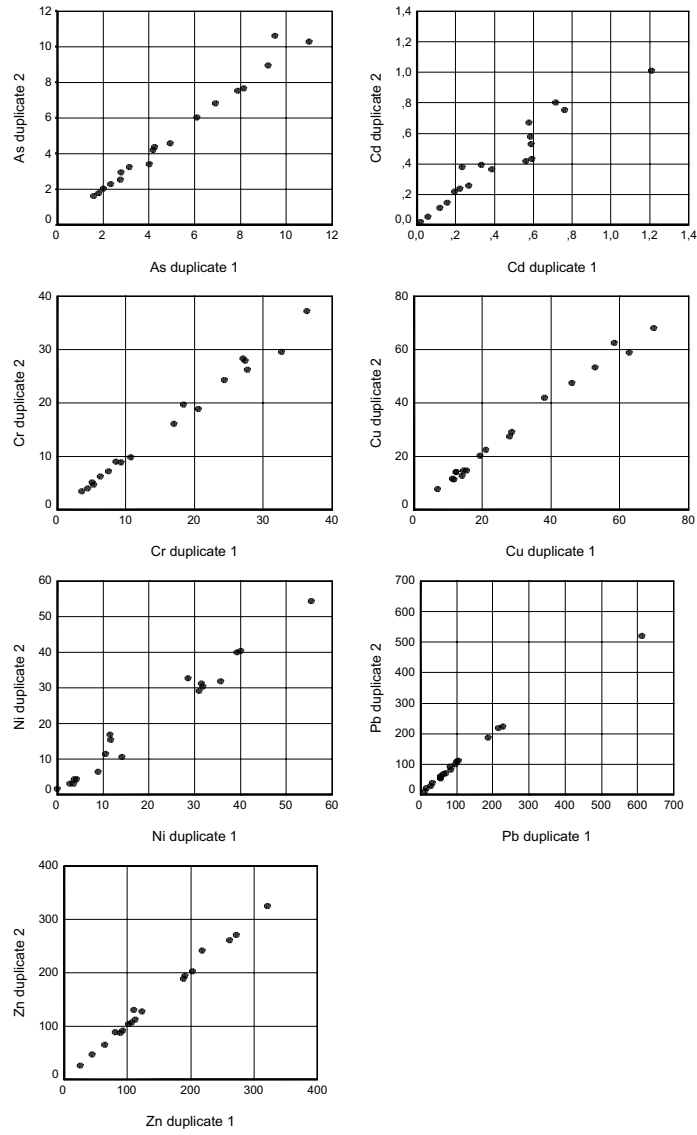 12
10
8
6
4
2
0
As duplicate 2
0 2 4 6 8 10 12
As duplicate 1
1,4
1,2
1,0
,8
,6
,4
,2
0,0
Cd duplicate 2
0,0 ,2 ,4 ,6 ,8 1,0 1,2 1,4
Cd duplicate 1
40
30
20
10
0
Cr duplicate 2
0 10 20 30 40
Cr duplicate 1
80
60
40
20
0
Cu duplicate 2
0 20 40 60 80
Cu duplicate 1
60
50
40
30
20
10
0
Ni duplicate 2
0 10 20 30 40 50 60
Ni duplicate 1
700
600
500
400
300
200
100
0
Pb duplicate 2
0 100 200 300 400 500 600 700
Pb duplicate 1
400
300
200
100
0
Zn duplicate 2
0 100 200 300 400
Zn duplicate 1